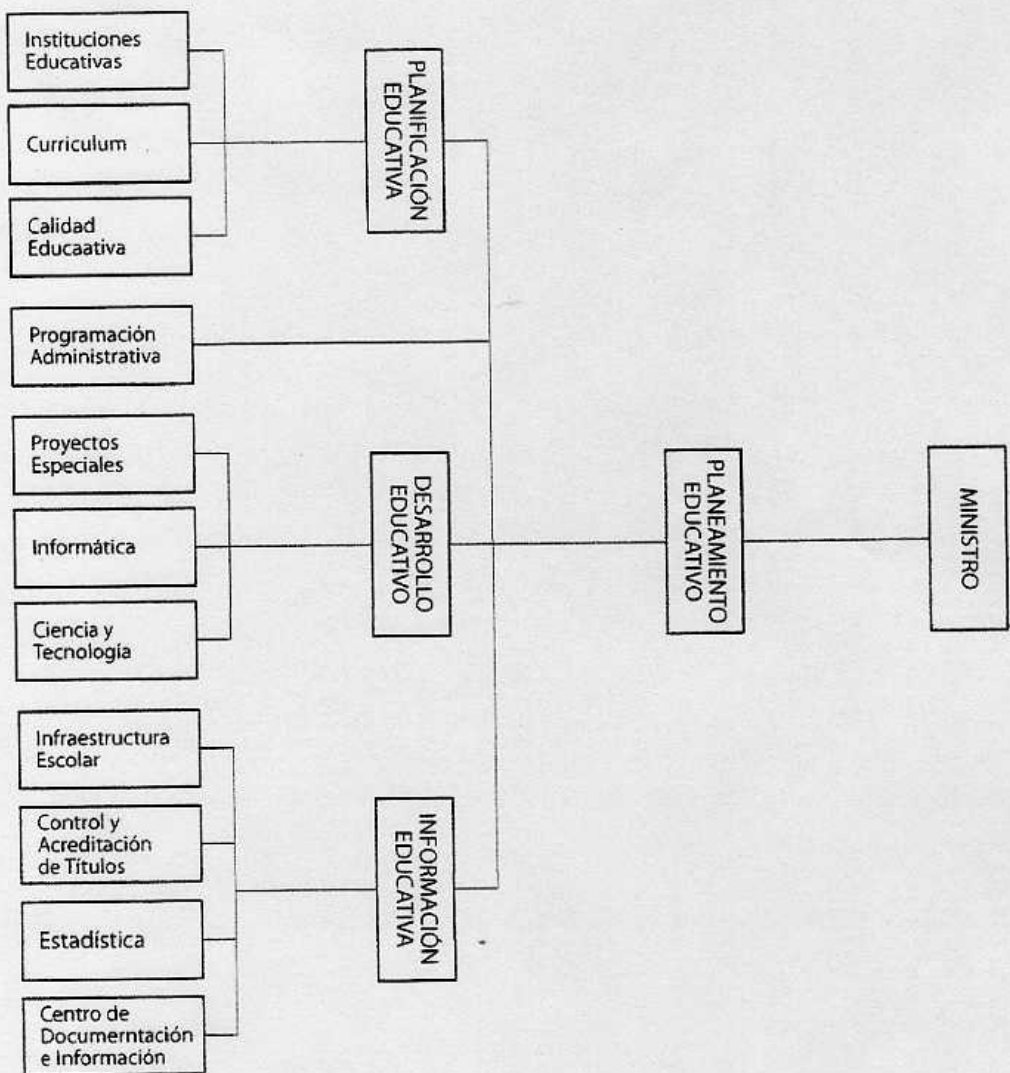 Instituciones
Educativas
Curriculum
Calidad
Educaativa
Programación
Administrativa
Proyectos
Especiales
Informática
Ciencia y
Tecnología
Infraestructura
Escolar
Control y
Acreditación
de Títulos
Estadística
Centro de
Documerntación
e Información
PLANIFICACIÓN
EDUCATIVA
DESARROLLO
EDUCATIVO
INFORMACIÓN
EDUCATIVA
PLANEAMIENTO
EDUCATIVO
MINISTRO